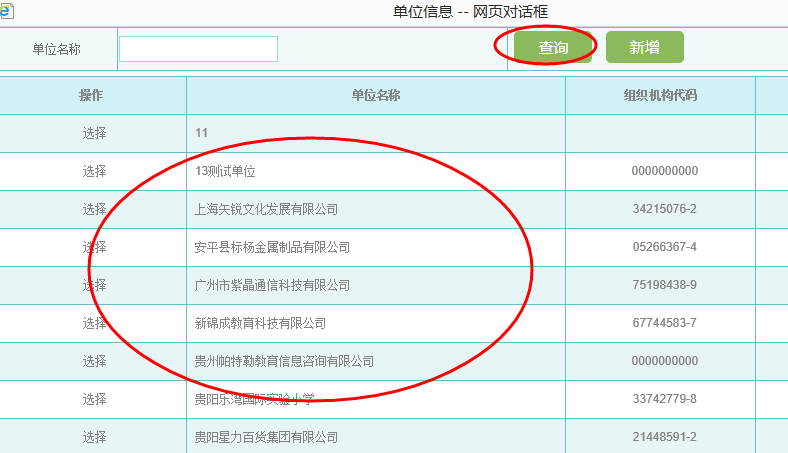 单位信息 -- 网页对话框
单位名称 查询 新增
操作 单位名称 组织机构代码
选择 11
选择 13测试单位 0000000000
选择 上海矢锐文化发展有限公司 34215076-2
选择 安平县标杨金属制品有限公司 05266367-4
选择 广州市紫晶通信科技有限公司 75198438-9
选择 新锦成教育科技有限公司 67744583-7
选择 贵州帕特勒教育信息咨询有限公司 0000000000
选择 贵阳乐湾国际实验小学 33742779-8
选择 贵阳星力百货集团有限公司 21448591-2